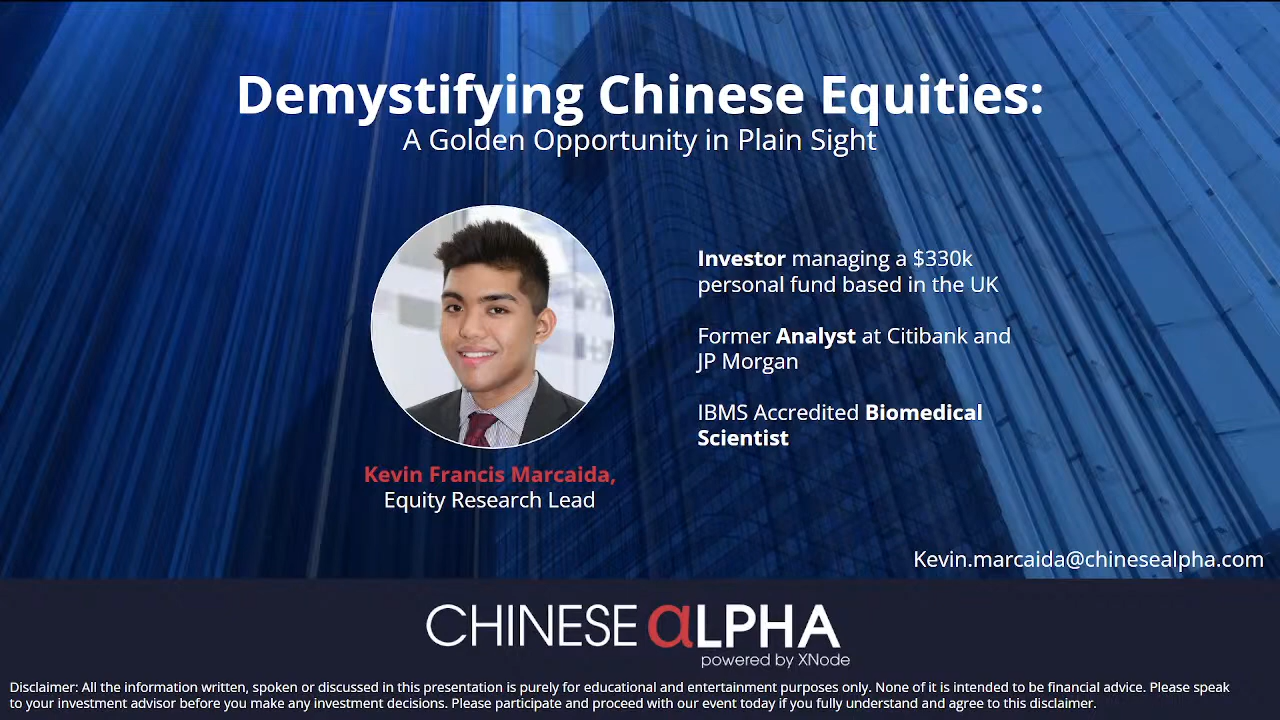 Demystifying Chinese Equities:
A Golden Opportunity in Plain Sight
Investor managing a $330k
personal fund based in the UK
Former Analyst at Citibank and
JP Morgan
IBMS Accredited Biomedical
Scientist
Kevin Francis Marcaida,
Equity Research Lead
Kevin.marcaida@chinesealpha.com
CHINESE αLPHA
powered by XNode
Disclaimer: All the information written, spoken or discussed in this presentation is purely for educational and entertainment purposes only. None of it is intended to be financial advice. Please speak
to your investment advisor before you make any investment decisions. Please participate and proceed with our event today if you fully understand and agree to this disclaimer.